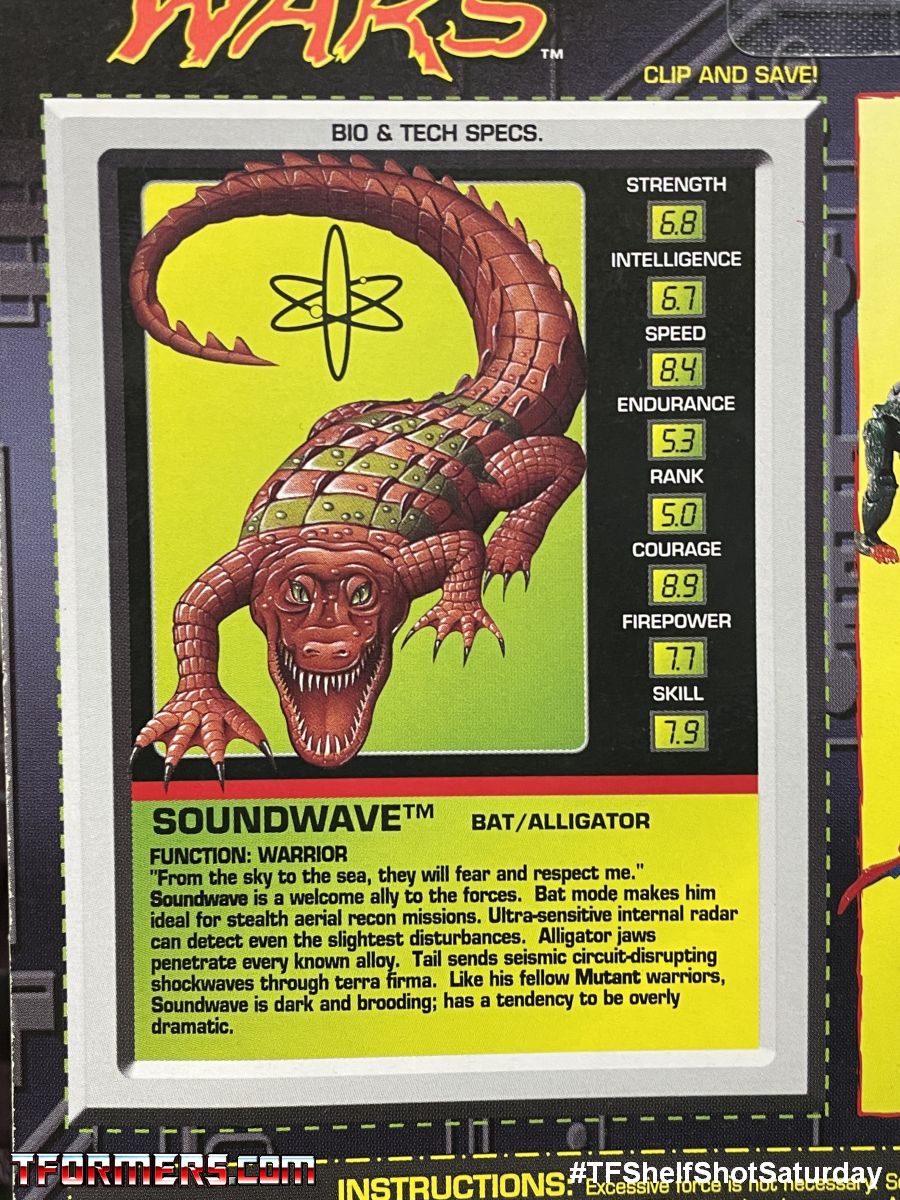 WARS™
CLIP AND SAVE!
BIO & TECH SPECS.
STRENGTH
6.8
INTELLIGENCE
6.7
SPEED
8.4
ENDURANCE
5.3
RANK
5.0
COURAGE
8.9
FIREPOWER
7.7
SKILL
7.9
SOUNDWAVE™ BAT/ALLIGATOR
FUNCTION: WARRIOR
"From the sky to the sea, they will fear and respect me."
Soundwave is a welcome ally to the forces. Bat mode makes him
ideal for stealth aerial recon missions. Ultra-sensitive internal radar
can detect even the slightest disturbances. Alligator jaws
penetrate every known alloy. Tail sends seismic circuit-disrupting
shockwaves through terra firma. Like his fellow Mutant warriors,
Soundwave is dark and brooding; has a tendency to be overly
dramatic.
TFORMERS.COM
#TFShelfShotSaturday
INSTRUCTIONS: Excessive force is not necessary.